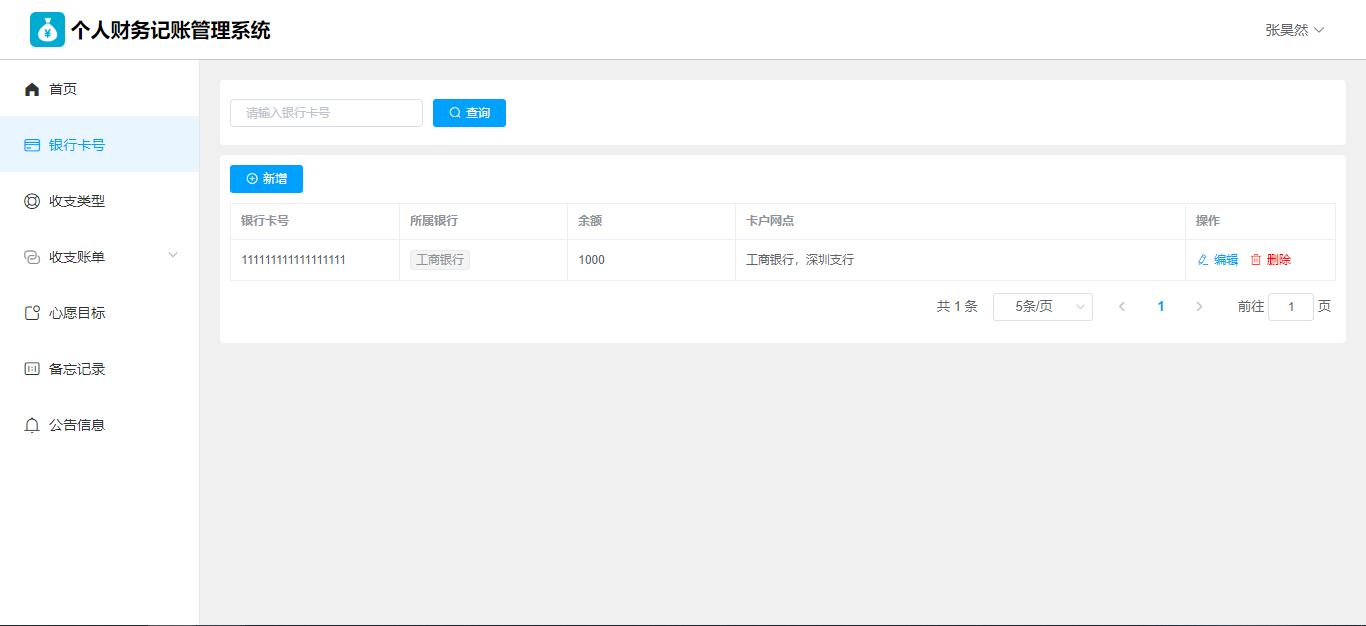 个人财务记账管理系统
张昊然
首页
银行卡号
收支类型
收支账单
心愿目标
备忘记录
公告信息
请输入银行卡号 查询
新增
银行卡号 所属银行 余额 卡户网点 操作
111111111111111111 工商银行 1000 工商银行，深圳支行 编辑 删除
共 1 条 5条/页 1 前往 1 页